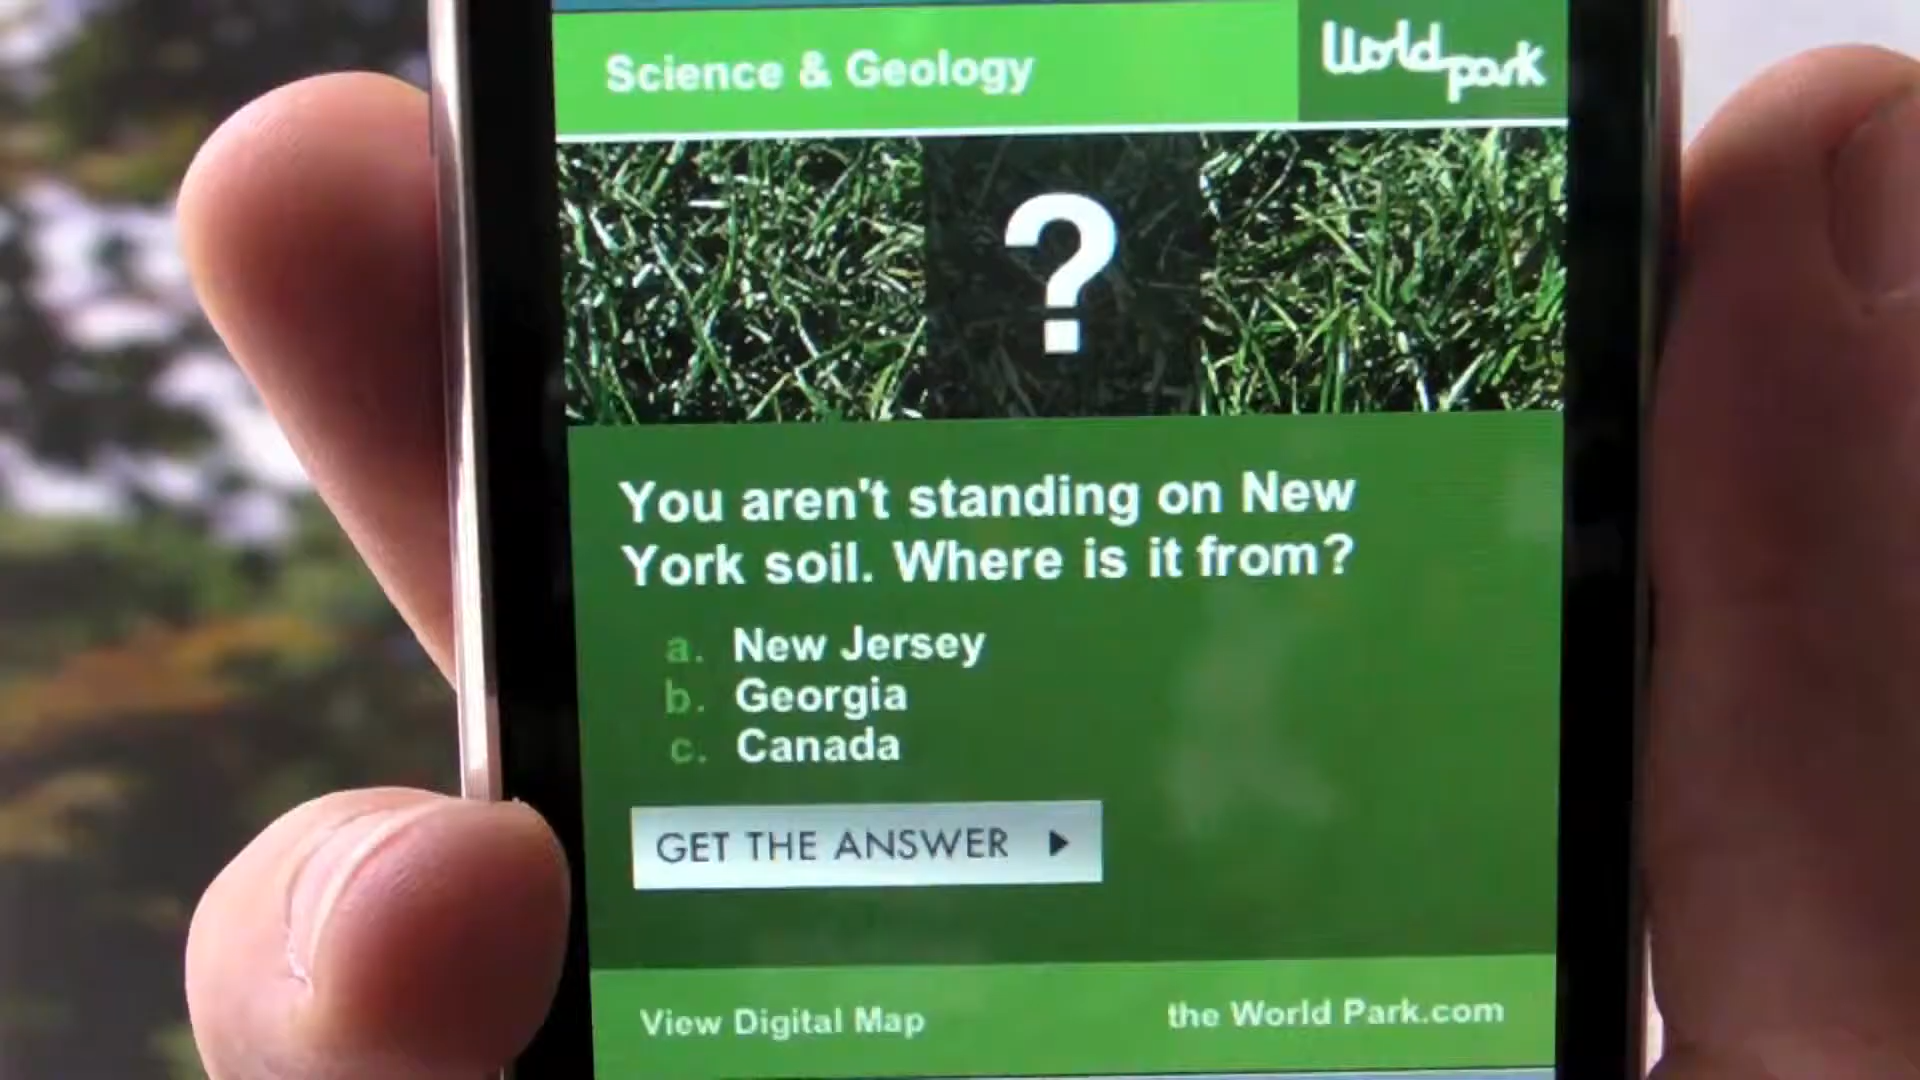 Science & Geology
World park
?
You aren't standing on New
York soil. Where is it from?
a. New Jersey
b. Georgia
c. Canada
GET THE ANSWER
View Digital Map
the World Park.com